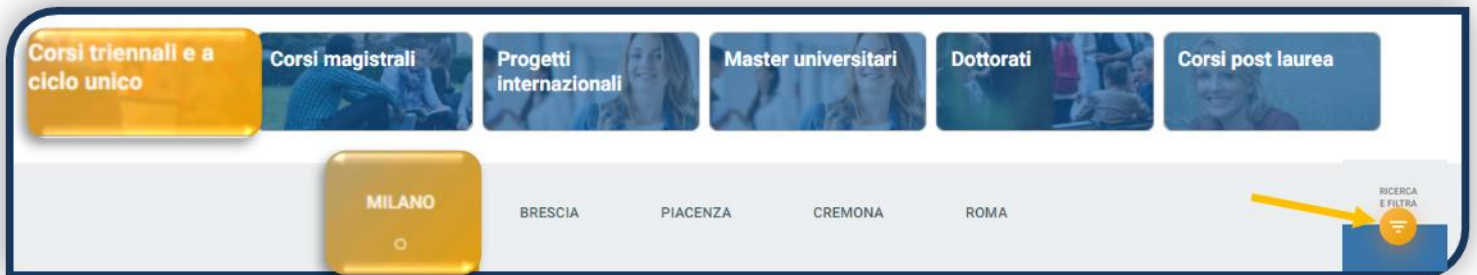 Corsi triennali e a
ciclo unico
Corsi magistrali
Progetti
internazionali
Master universitari
Dottorati
Corsi post laurea
MILANO
BRESCIA
PIACENZA
CREMONA
ROMA
RICERCA
E FILTRA